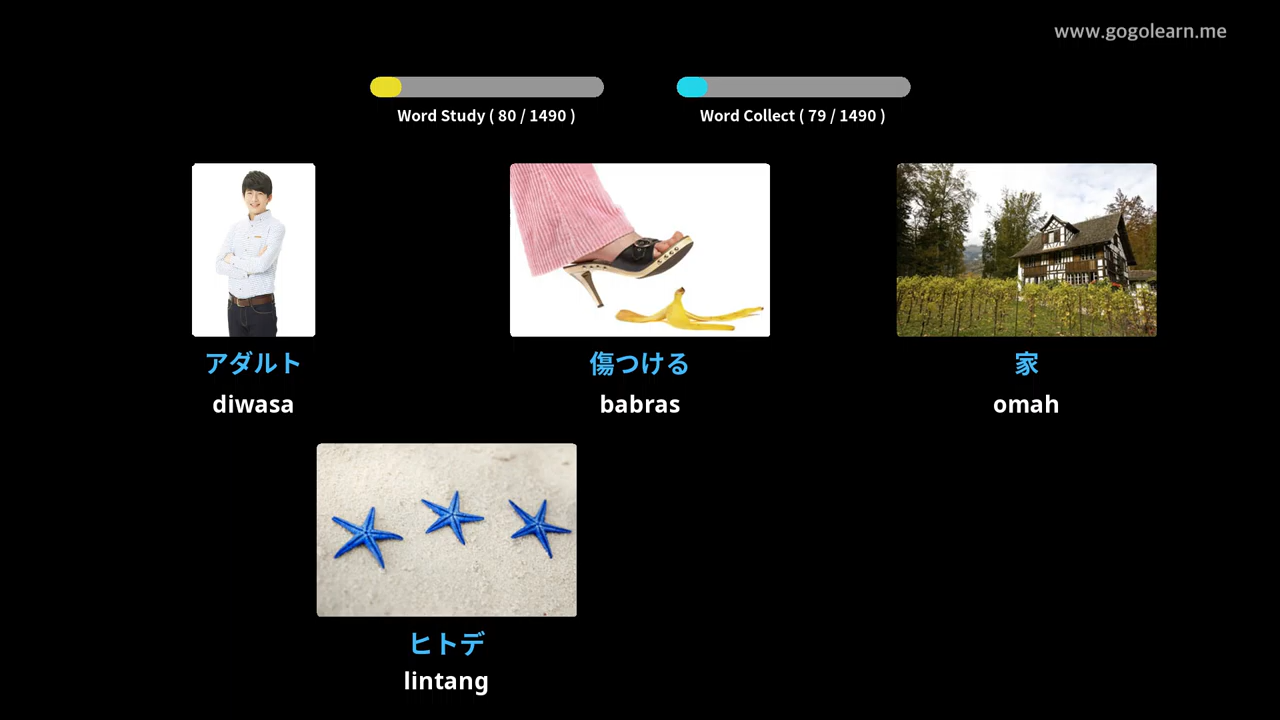 www.gogolearn.me
Word Study ( 80 / 1490 )
Word Collect ( 79 / 1490 )
アダルト
diwasa
傷つける
babras
家
omah
ヒトデ
lintang